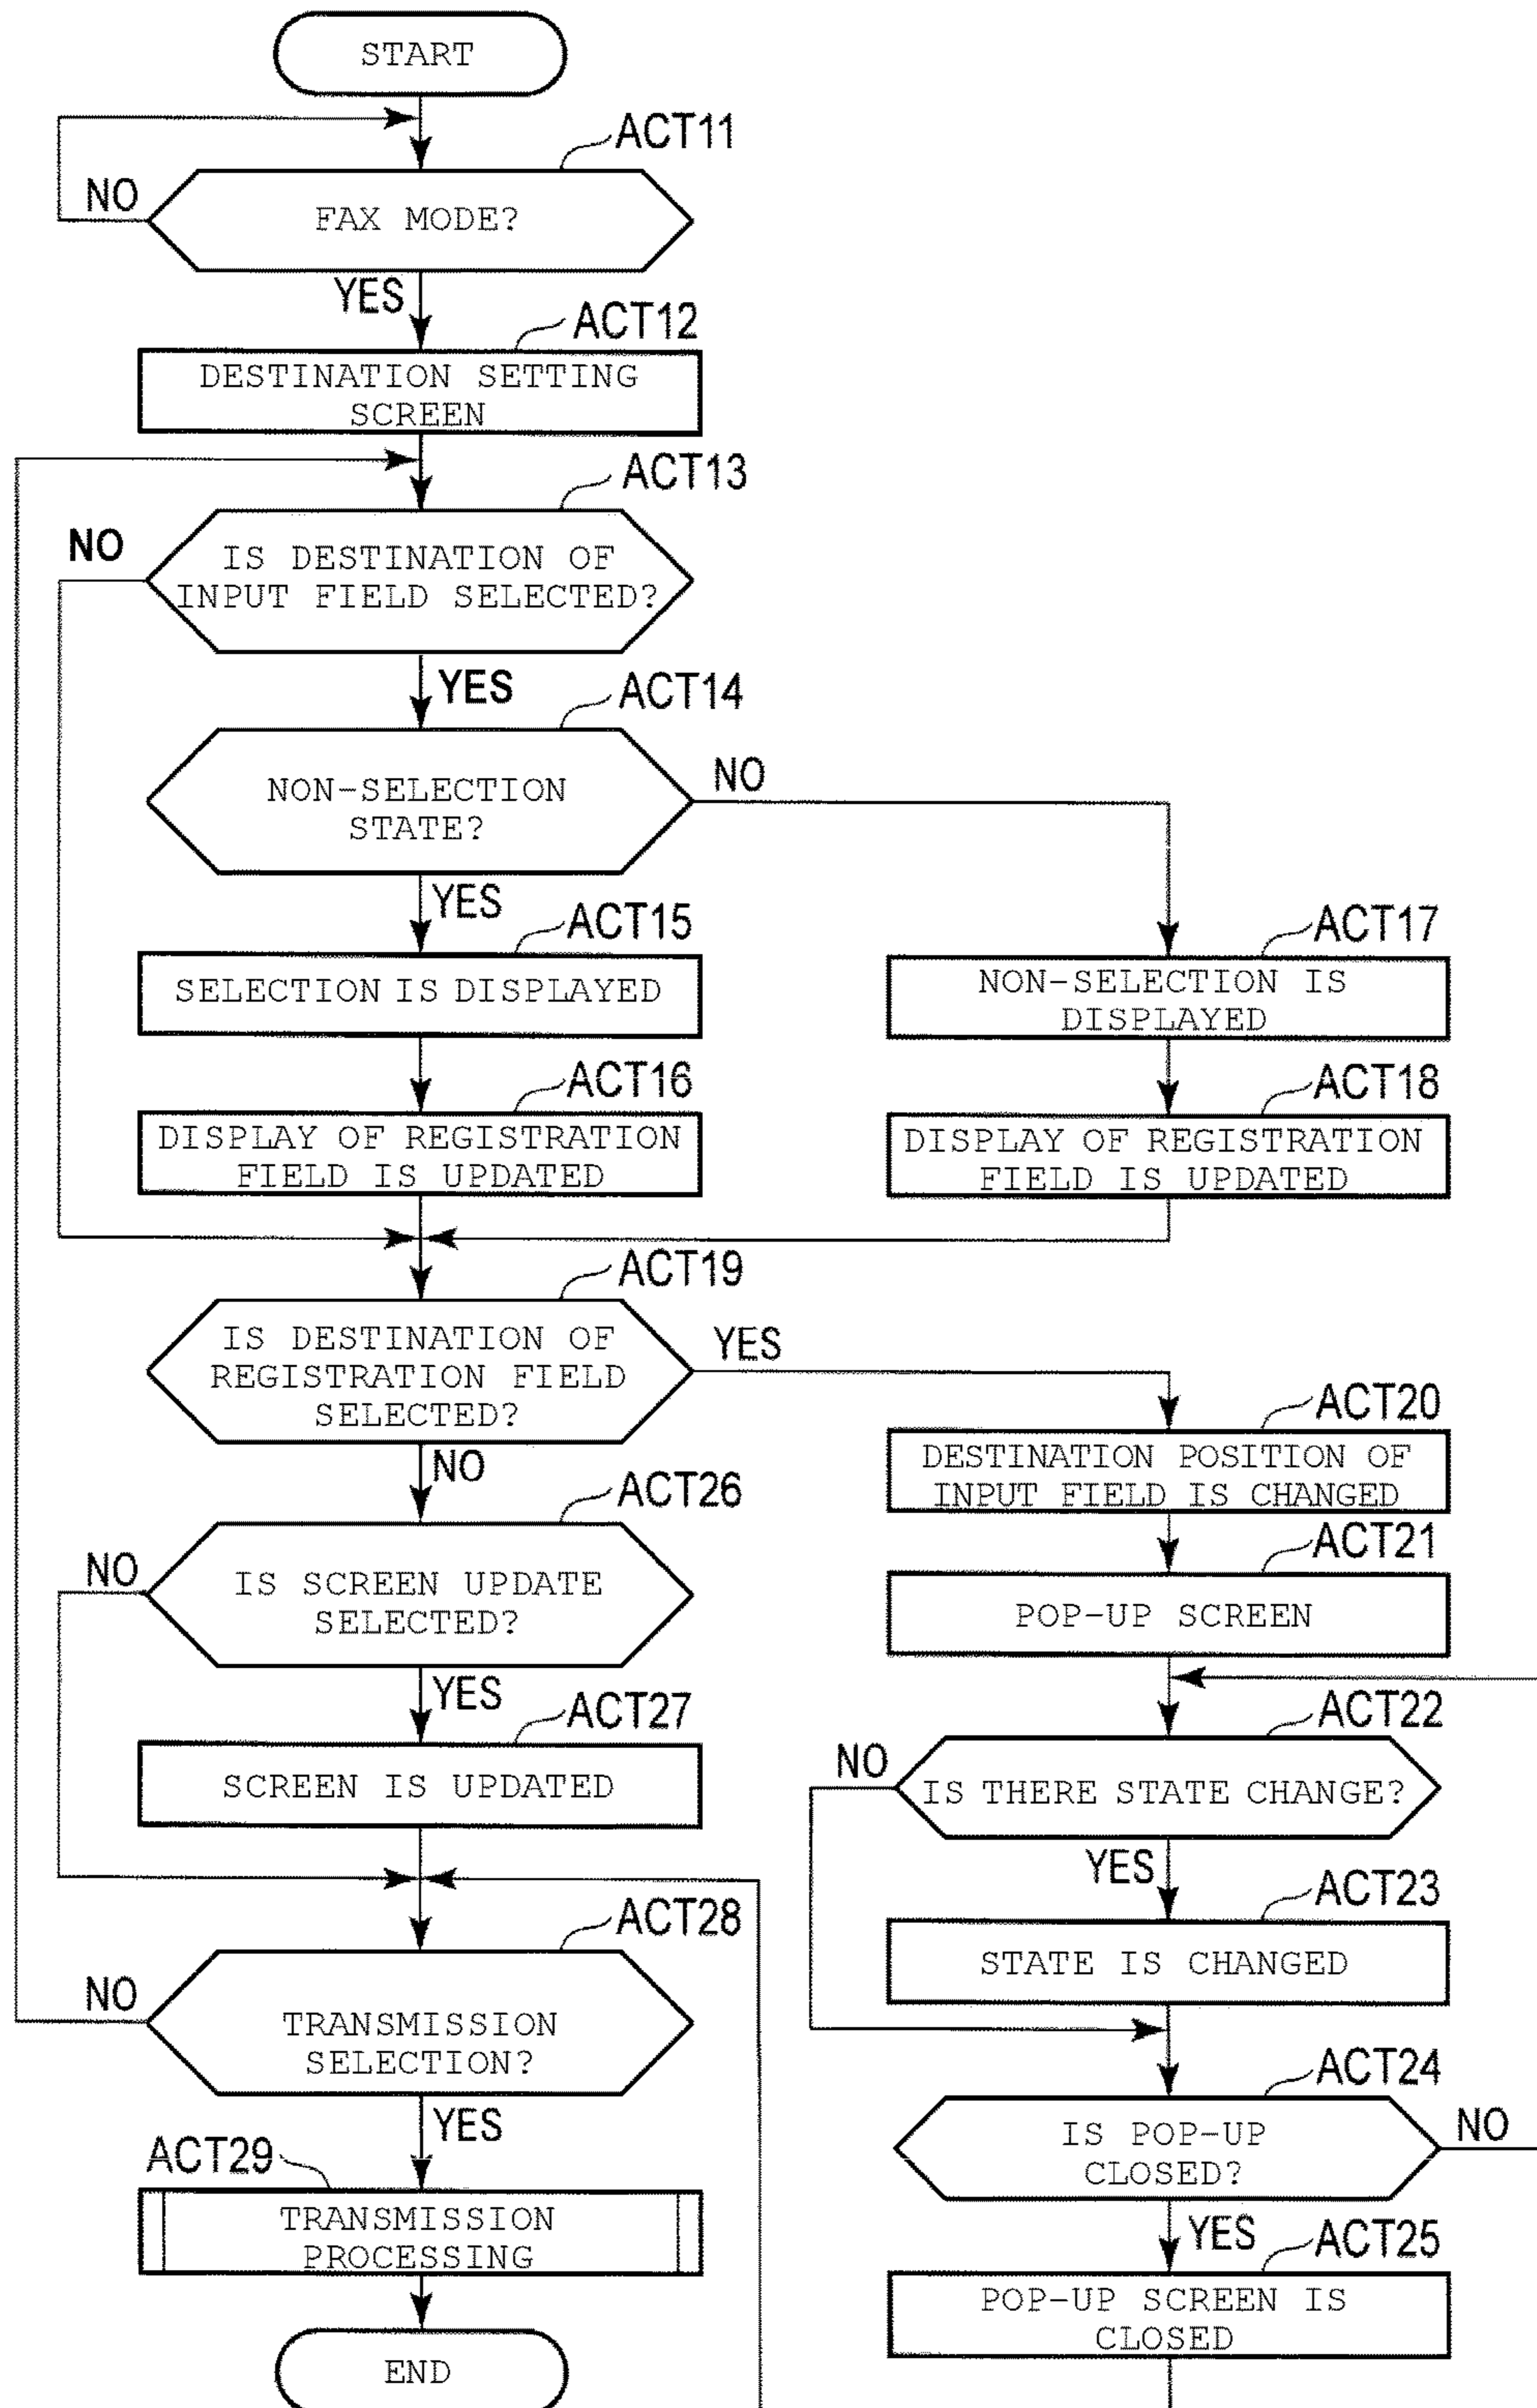 START
ACT11
NO
FAX MODE?
YES
ACT12
DESTINATION SETTING
SCREEN
ACT13
NO
IS DESTINATION OF
INPUT FIELD SELECTED?
YES
ACT14
NON-SELECTION
STATE?
NO
YES
ACT15
SELECTION IS DISPLAYED
ACT16
DISPLAY OF REGISTRATION
FIELD IS UPDATED
ACT17
NON-SELECTION IS
DISPLAYED
ACT18
DISPLAY OF REGISTRATION
FIELD IS UPDATED
ACT19
IS DESTINATION OF
REGISTRATION FIELD
SELECTED?
YES
NO
ACT20
DESTINATION POSITION OF
INPUT FIELD IS CHANGED
ACT21
POP-UP SCREEN
ACT22
NO
IS THERE STATE CHANGE?
YES
ACT23
STATE IS CHANGED
ACT24
IS POP-UP
CLOSED?
NO
YES
ACT25
POP-UP SCREEN IS
CLOSED
ACT26
NO
IS SCREEN UPDATE
SELECTED?
YES
ACT27
SCREEN IS UPDATED
ACT28
NO
TRANSMISSION
SELECTION?
YES
ACT29
TRANSMISSION
PROCESSING
END